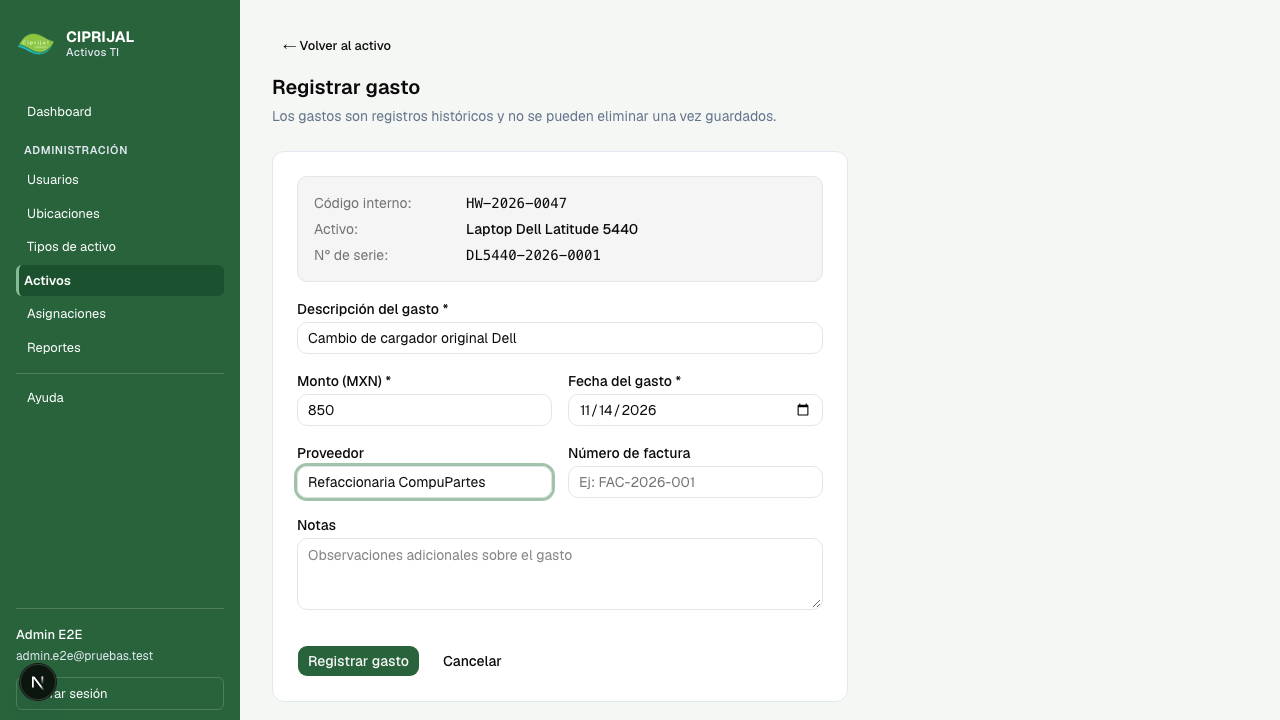 Ciprijal
CIPRIJAL
Activos TI
Dashboard
ADMINISTRACIÓN
Usuarios
Ubicaciones
Tipos de activo
Activos
Asignaciones
Reportes
Ayuda
Admin E2E
admin.e2e@pruebas.test
N
ar sesión
← Volver al activo
Registrar gasto
Los gastos son registros históricos y no se pueden eliminar una vez guardados.
Código interno: HW-2026-0047
Activo: Laptop Dell Latitude 5440
N° de serie: DL5440-2026-0001
Descripción del gasto *
Cambio de cargador original Dell
Monto (MXN) * Fecha del gasto *
850 11/14/2026
Proveedor Número de factura
Refaccionaria CompuPartes Ej: FAC-2026-001
Notas
Observaciones adicionales sobre el gasto
Registrar gasto Cancelar